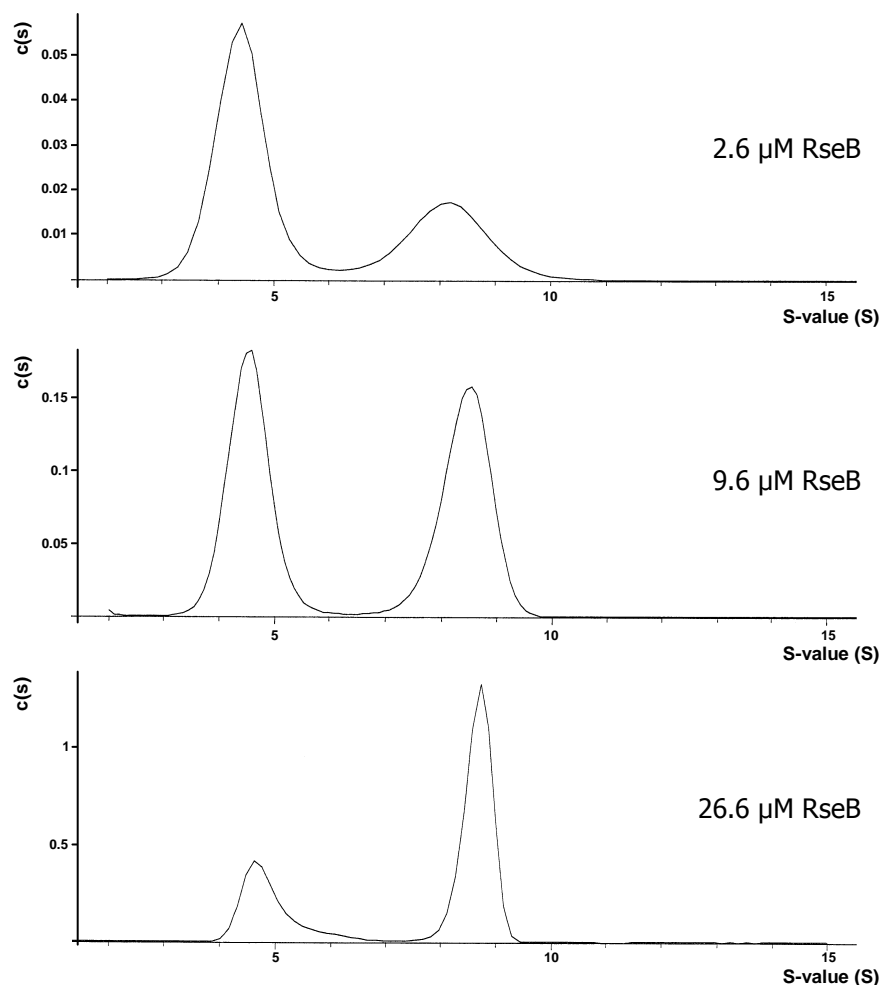 c(s)
0.05
0.04
0.03
0.02
0.01
2.6 µM RseB
5 10 15
S-value (S)
c(s)
0.15
0.1
0.05
9.6 µM RseB
5 10 15
S-value (S)
c(s)
1
0.5
26.6 µM RseB
5 10 15
S-value (S)